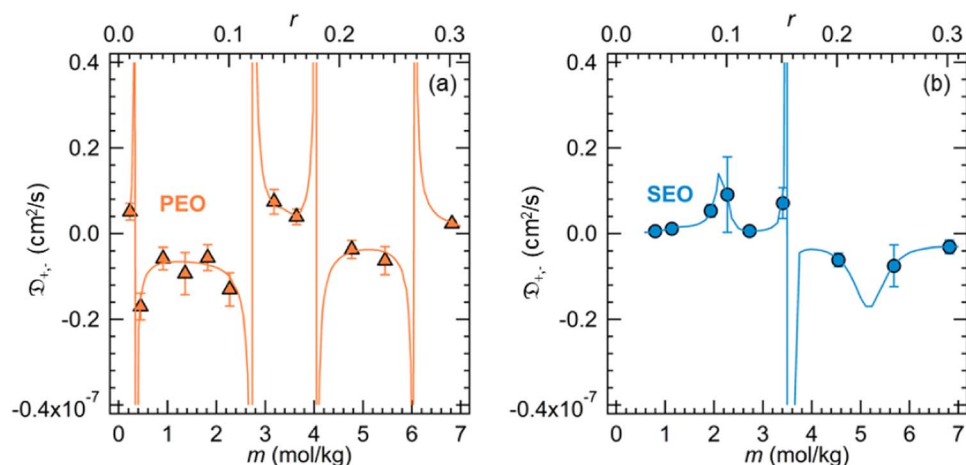 r r
0.0 0.1 0.2 0.3 0.0 0.1 0.2 0.3
0.4 (a) 0.4 (b)
0.2 0.2
PEO SEO
0.0 0.0
𝔇+,- (cm²/s) 𝔇+,- (cm²/s)
-0.2 -0.2
-0.4x10⁻⁷ -0.4x10⁻⁷
0 1 2 3 4 5 6 7 0 1 2 3 4 5 6 7
m (mol/kg) m (mol/kg)